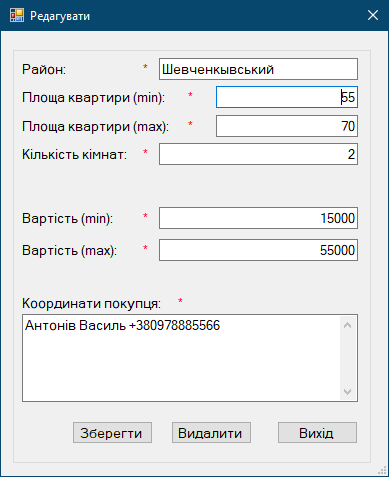 Редагувати
Район: * Шевченкывський
Площа квартири (min): * 55
Площа квартири (max): * 70
Кількість кімнат: * 2
Вартість (min): * 15000
Вартість (max): * 55000
Координати покупця: *
Антонів Василь +380978885566
Зберегти Видалити Вихід